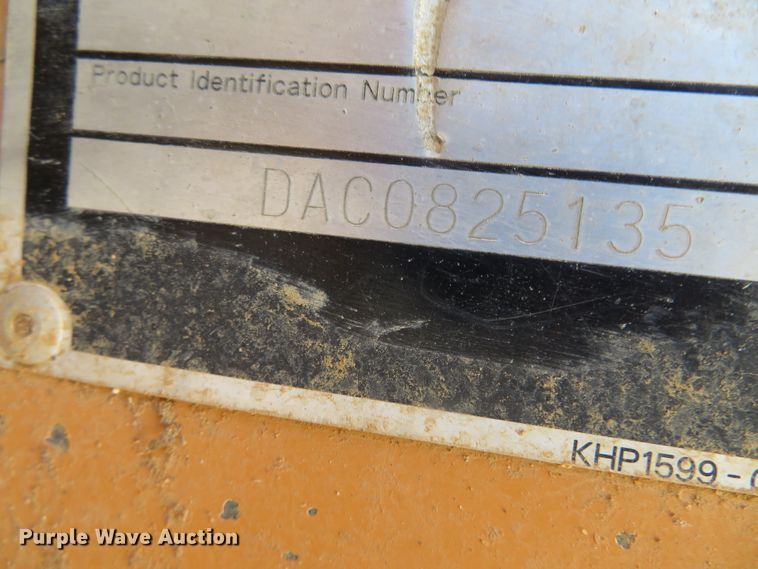 Product Identification Number
DAC0825135
KHP1599-
Purple Wave Auction